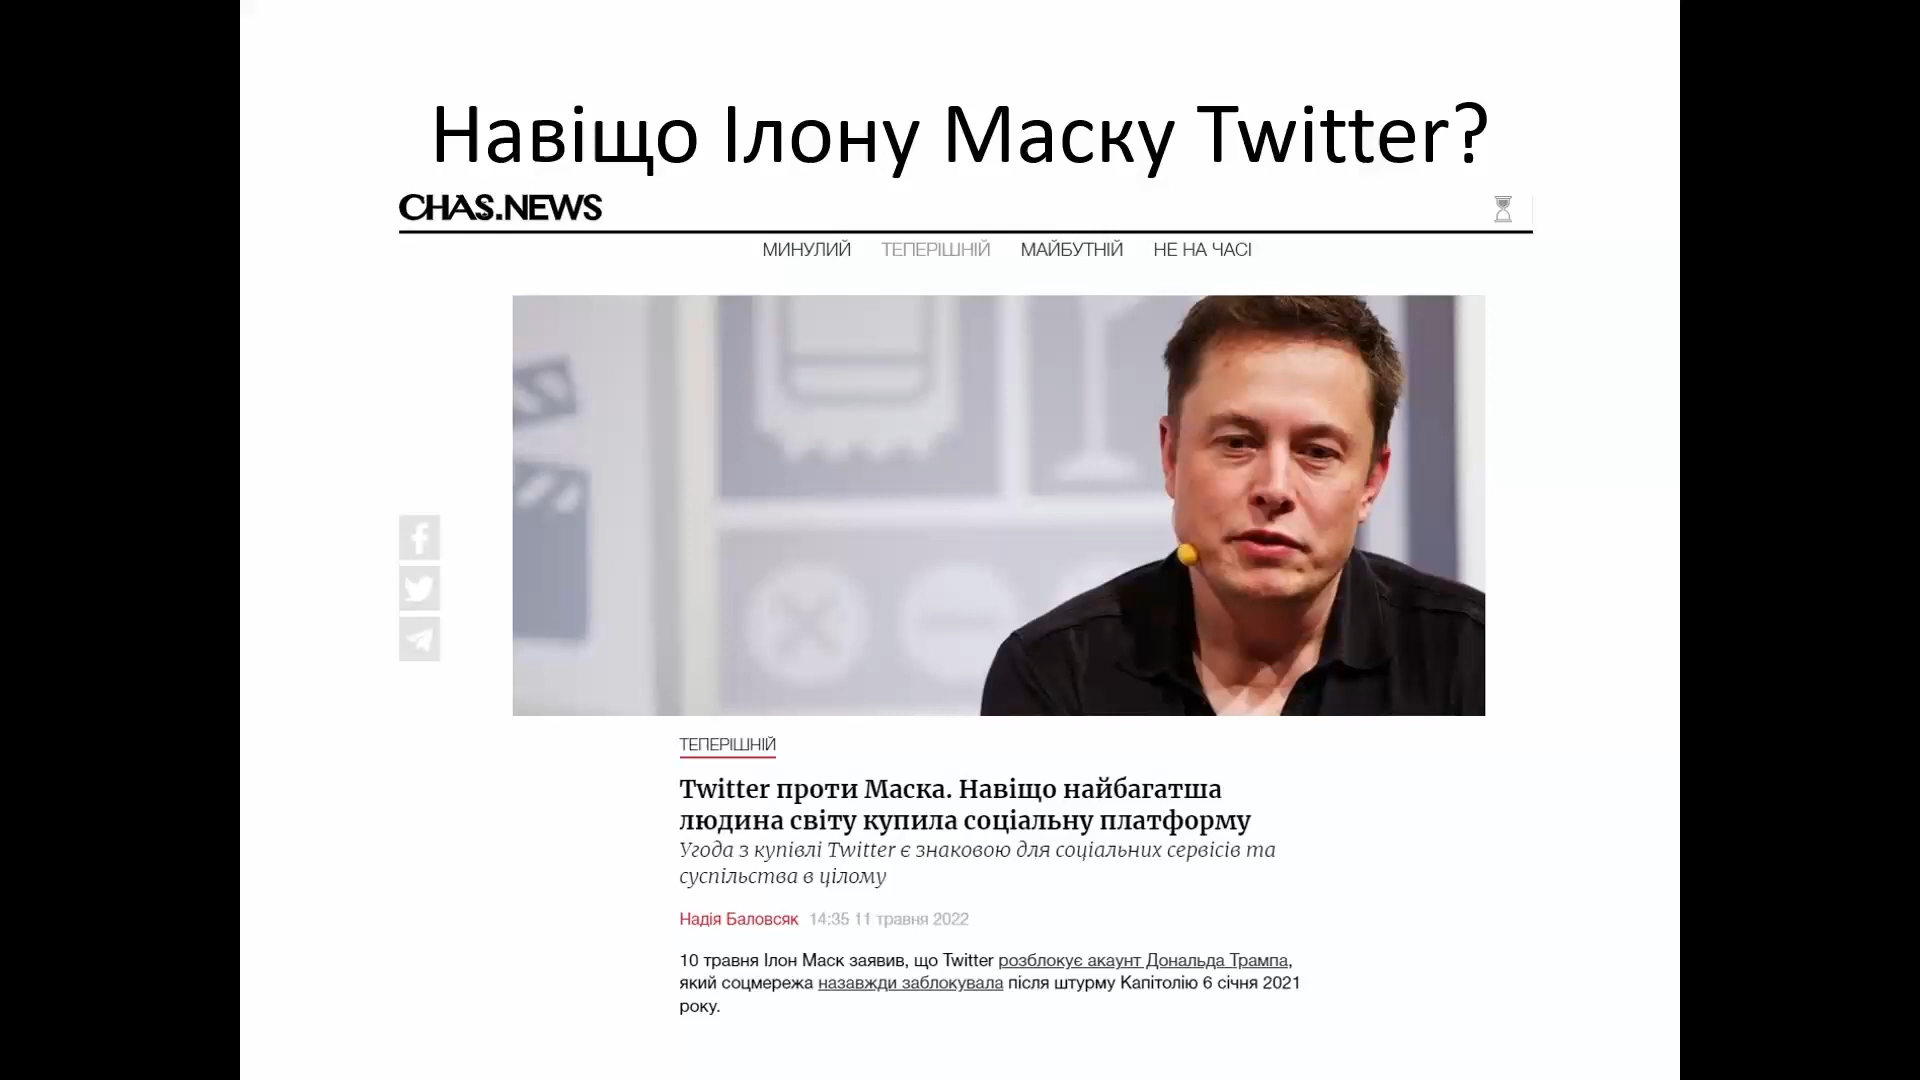 Навіщо Ілону Маску Twitter?
CHAS.NEWS
МИНУЛИЙ ТЕПЕРІШНІЙ МАЙБУТНІЙ НЕ НА ЧАСІ
ТЕПЕРІШНІЙ
Twitter проти Маска. Навіщо найбагатша
людина світу купила соціальну платформу
Угода з купівлі Twitter є знаковою для соціальних сервісів та
суспільства в цілому
Надія Баловсяк 14:35 11 травня 2022
10 травня Ілон Маск заявив, що Twitter розблокує акаунт Дональда Трампа,
який соцмережа назавжди заблокувала після штурму Капітолію 6 січня 2021
року.